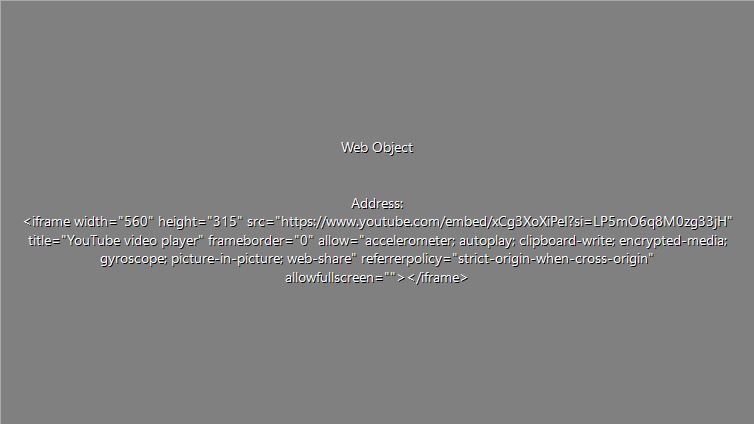 Web Object
Address:
<iframe width="560" height="315" src="https://www.youtube.com/embed/xCg3XoXiPeI?si=LP5mO6q8M0zg33jH"
title="YouTube video player" frameborder="0" allow="accelerometer; autoplay; clipboard-write; encrypted-media;
gyroscope; picture-in-picture; web-share" referrerpolicy="strict-origin-when-cross-origin"
allowfullscreen=""></iframe>